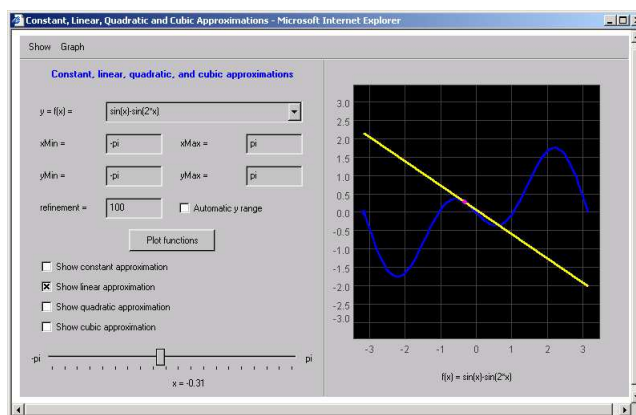 Constant, Linear, Quadratic and Cubic Approximations - Microsoft Internet Explorer
Show Graph
Constant, linear, quadratic, and cubic approximations
y = f(x) = sin(x)-sin(2*x)
xMin = -pi xMax = pi
yMin = -pi yMax = pi
refinement = 100 Automatic y range
Plot functions
Show constant approximation
Show linear approximation
Show quadratic approximation
Show cubic approximation
-pi pi
x = -0.31
3.0
2.5
2.0
1.5
1.0
0.5
0.0
-0.5
-1.0
-1.5
-2.0
-2.5
-3.0
-3 -2 -1 0 1 2 3
f(x) = sin(x)-sin(2*x)